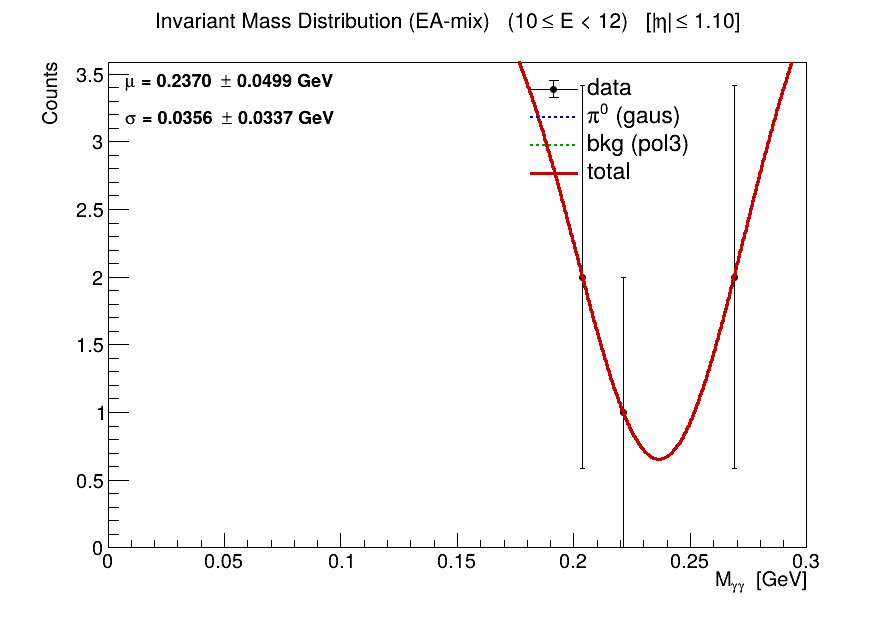 Invariant Mass Distribution (EA-mix) (10 ≤ E < 12) [|η| ≤ 1.10]
Counts
μ = 0.2370 ± 0.0499 GeV
σ = 0.0356 ± 0.0337 GeV
data
π⁰ (gaus)
bkg (pol3)
total
3.5
3
2.5
2
1.5
1
0.5
0
0 0.05 0.1 0.15 0.2 0.25 0.3
Mγγ [GeV]